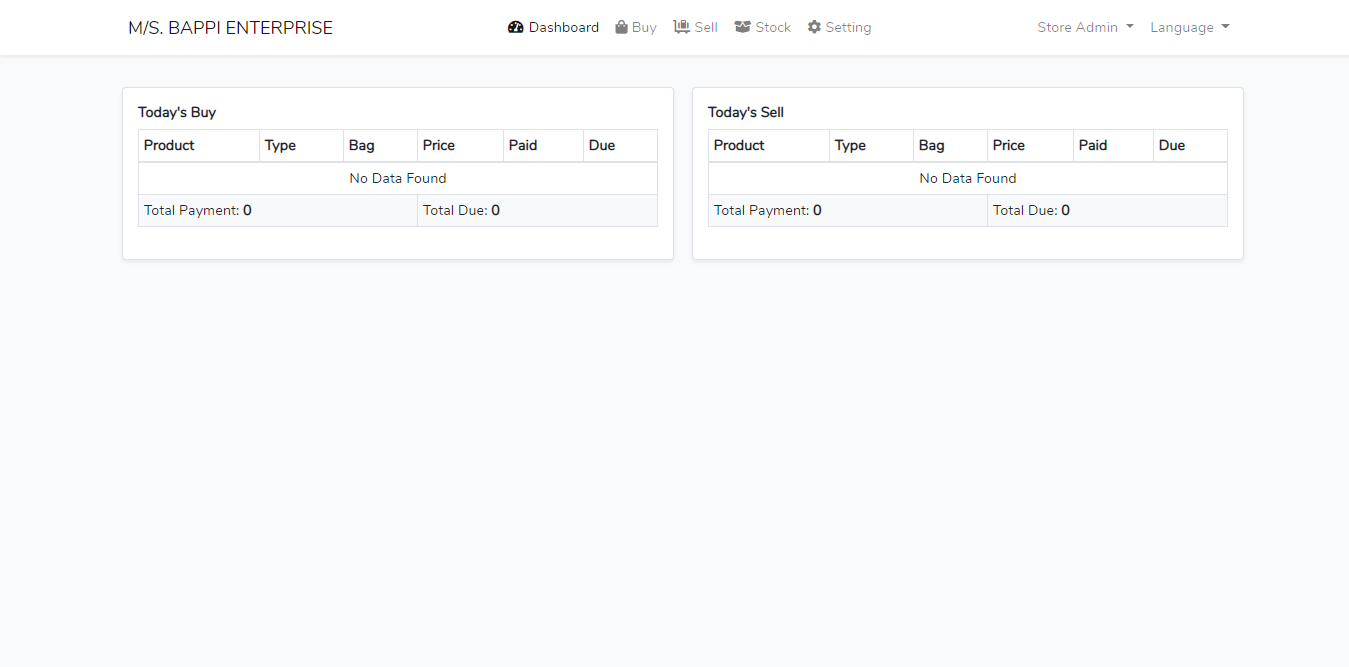 M/S. BAPPI ENTERPRISE Dashboard Buy Sell Stock Setting Store Admin Language
Today's Buy
Product Type Bag Price Paid Due
No Data Found
Total Payment: 0 Total Due: 0
Today's Sell
Product Type Bag Price Paid Due
No Data Found
Total Payment: 0 Total Due: 0